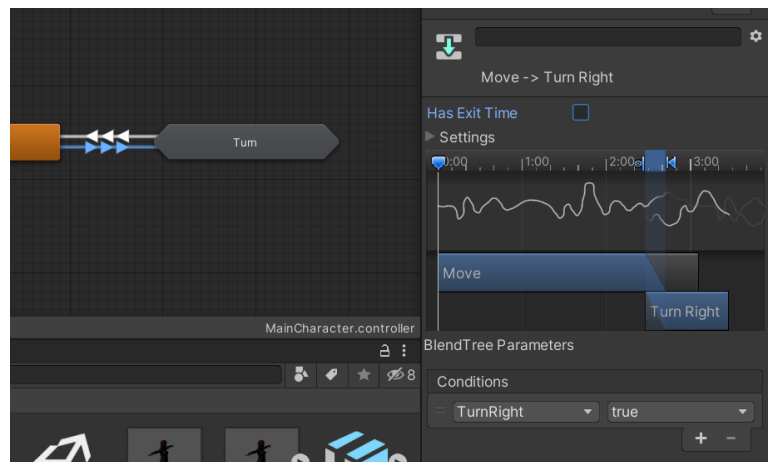 Move -> Turn Right
Has Exit Time
Settings
0:00 1:00 2:00 3:00
Move
Turn Right
BlendTree Parameters
Conditions
TurnRight true
Turn
MainCharacter.controller
8